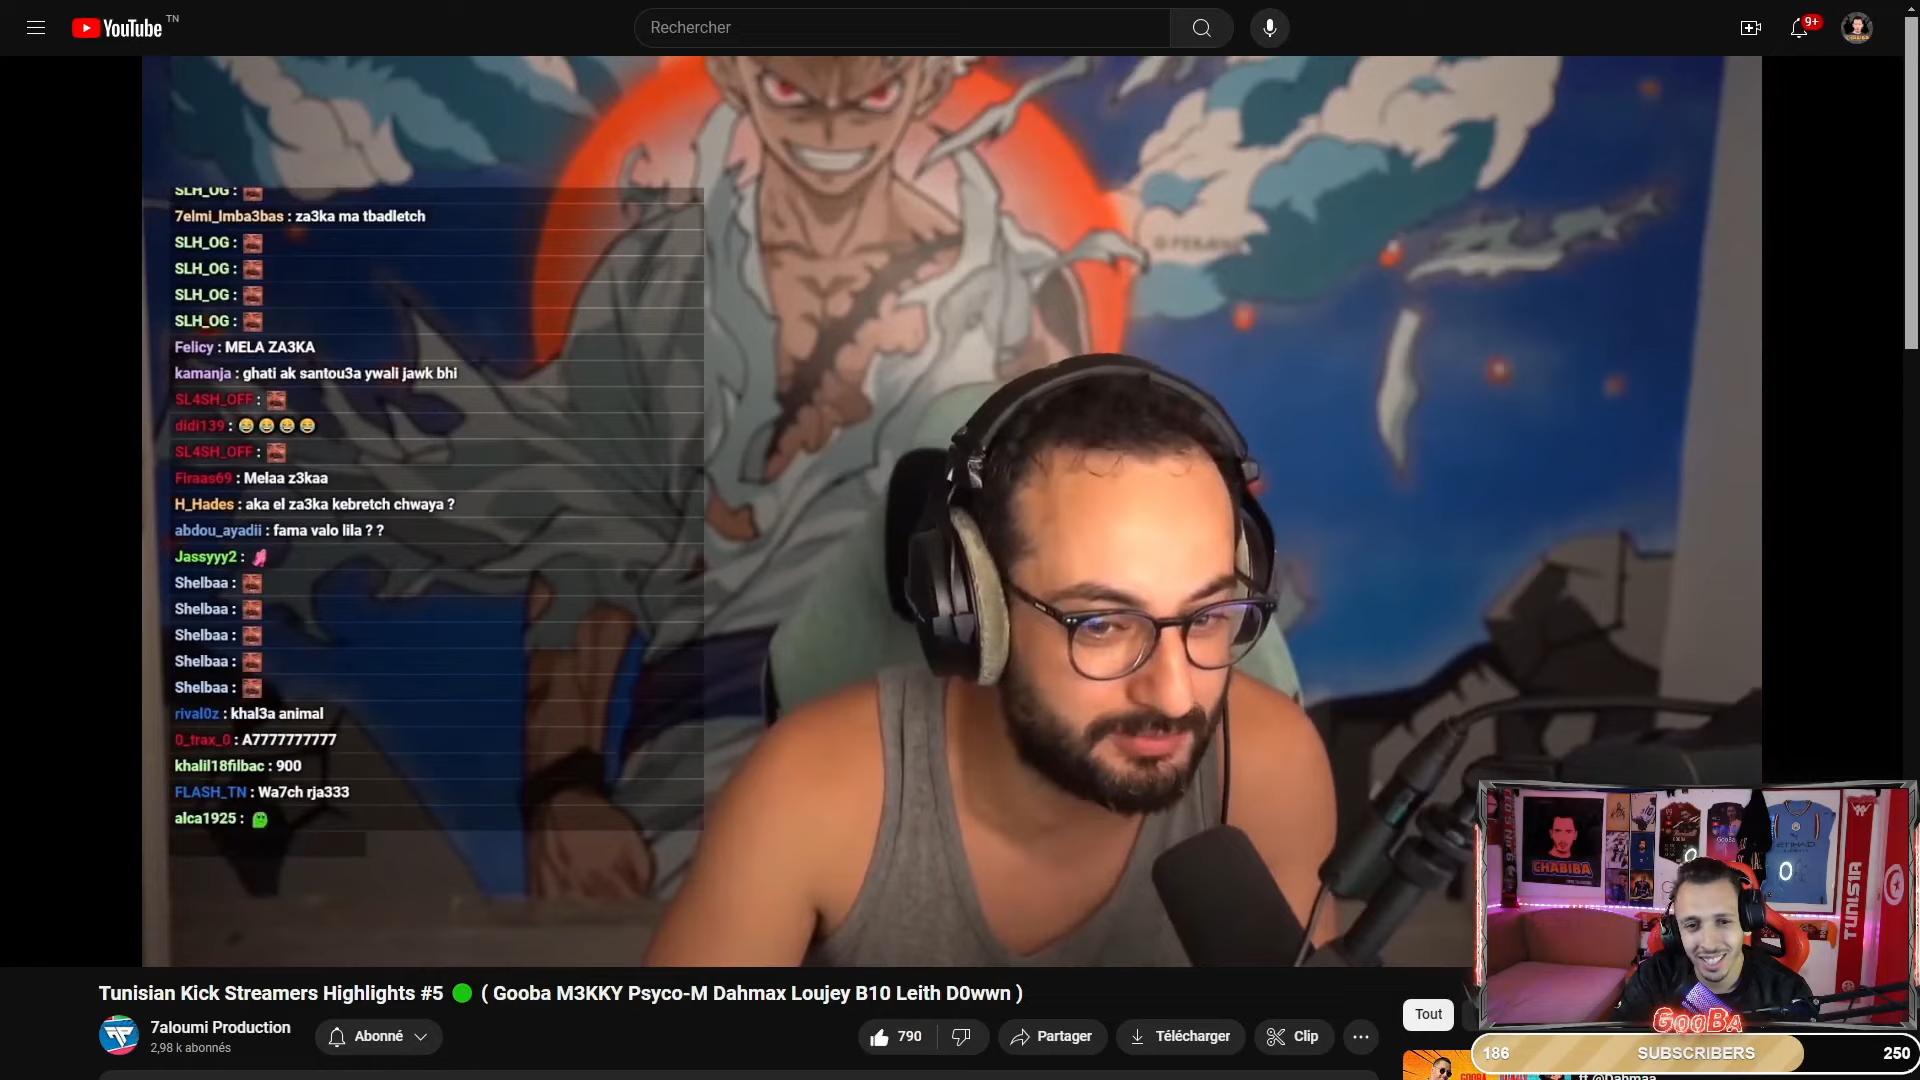 YouTube TN
Rechercher
9+
SLH_OG :
7elmi_lmba3bas : za3ka ma tbadletch
SLH_OG :
SLH_OG :
SLH_OG :
SLH_OG :
Felicy : MELA ZA3KA
kamanja : ghati ak santou3a ywali jawk bhi
SL4SH_OFF :
didi139 : 😂 😂 😂 😂
SL4SH_OFF :
Firaas69 : Melaa z3kaa
H_Hades : aka el za3ka kebretch chwaya ?
abdou_ayadii : fama valo lila ? ?
Jassyyy2 :
Shelbaa :
Shelbaa :
Shelbaa :
Shelbaa :
Shelbaa :
rival0z : khal3a animal
0_trax_0 : A7777777777
khalil18filbac : 900
FLASH_TN : Wa7ch rja333
alca1925 :
CHABIBA
TUNISIA
GooBa
Tunisian Kick Streamers Highlights #5 🟢 ( Gooba M3KKY Psyco-M Dahmax Loujey B10 Leith D0wwn )
7aloumi Production
2,98 k abonnés
Abonné
790
Partager
Télécharger
Clip
Tout
186 SUBSCRIBERS 250
ft @Dahmaa